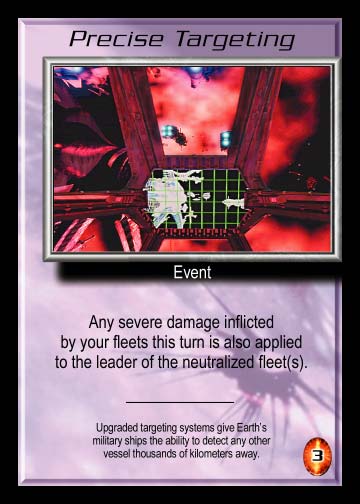 Precise Targeting
Event
Any severe damage inflicted
by your fleets this turn is also applied
to the leader of the neutralized fleet(s).
Upgraded targeting systems give Earth's
military ships the ability to detect any other
vessel thousands of kilometers away.
3